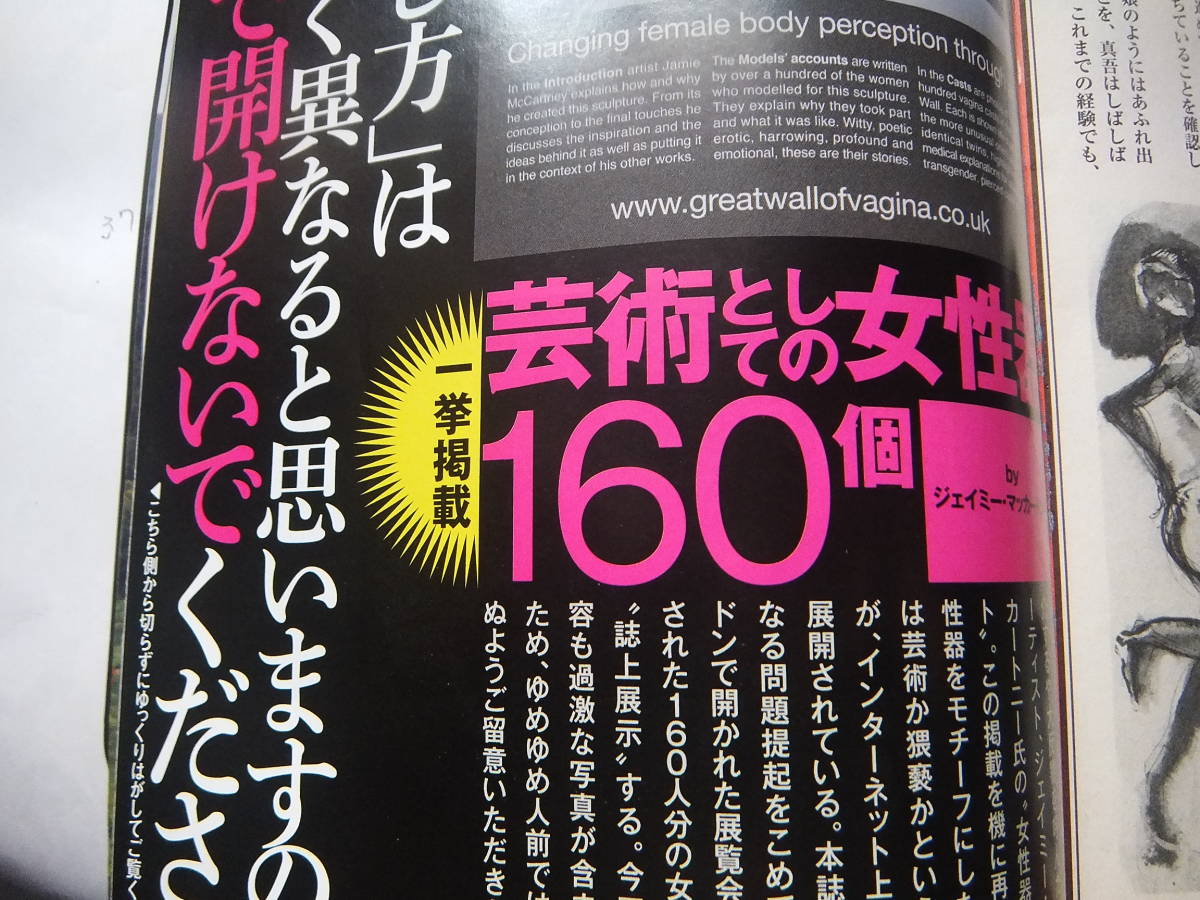 Changing female body perception throug
In the Introduction artist Jamie
McCartney explains how and why
he created this sculpture. From its
conception to the final touches he
discusses the inspiration and the
ideas behind it as well as putting it
in the context of his other works.
The Models' accounts are written
by over a hundred of the women
who modelled for this sculpture.
They explain why they took part
and what it was like. Witty, poetic
erotic, harrowing, profound and
emotional, these are their stories.
In the Casts are
hundred vagina
Wall. Each is shown
the more unusual
identical twins,
medical
transgender,
www.greatwallofvagina.co.uk
芸術としての女性器
160個
by
ジェイミー・マッカー
一挙掲載
し方」は
く異なると思いますの
で開けないでくださ
◀こちら側から切らずにゆっくりはがしてご覧く
ーティスト、ジェイミ
カートニー氏の〝女性器
ト〟。この掲載を機に再
性器をモチーフにした
は芸術か猥褻かという
が、インターネット上
展開されている。本誌
なる問題提起をこめて
ドンで開かれた展覧会
された160人分の女
〝誌上展示〟する。今
容も過激な写真が含ま
ため、ゆめゆめ人前では
ぬようご留意いただき
ちていることを確認し
娘のようにはあふれ出
とを、真吾はしばしば
これまでの経験でも、
37